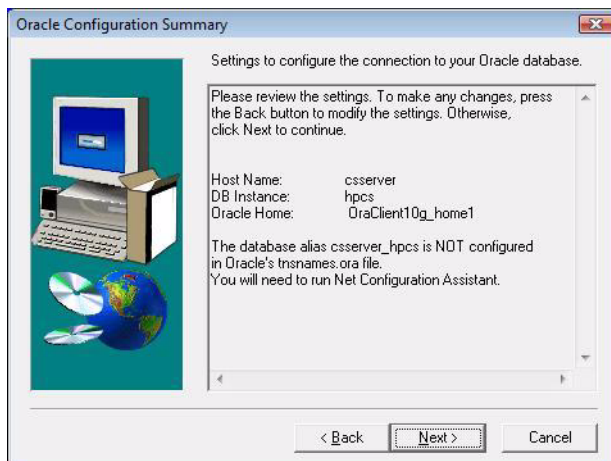 Oracle Configuration Summary
Settings to configure the connection to your Oracle database.
Please review the settings. To make any changes, press
the Back button to modify the settings. Otherwise,
click Next to continue.
Host Name: csserver
DB Instance: hpcs
Oracle Home: OraClient10g_home1
The database alias csserver_hpcs is NOT configured
in Oracle's tnsnames.ora file.
You will need to run Net Configuration Assistant.
< Back Next > Cancel